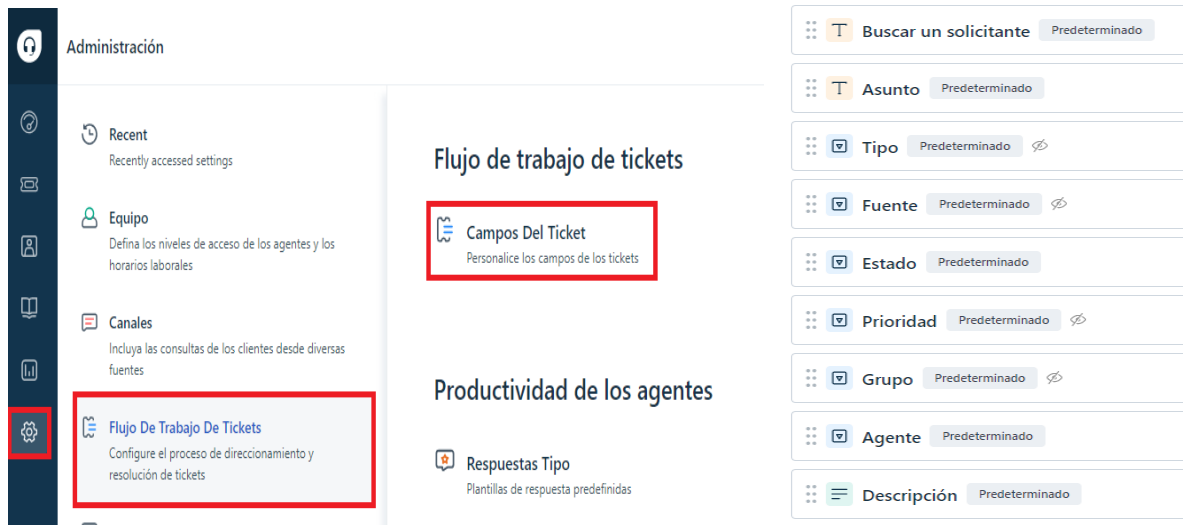 Administración
Recent
Recently accessed settings
Equipo
Defina los niveles de acceso de los agentes y los
horarios laborales
Canales
Incluya las consultas de los clientes desde diversas
fuentes
Flujo De Trabajo De Tickets
Configure el proceso de direccionamiento y
resolución de tickets
Flujo de trabajo de tickets
Campos Del Ticket
Personalice los campos de los tickets
Productividad de los agentes
Respuestas Tipo
Plantillas de respuesta predefinidas
Buscar un solicitante Predeterminado
Asunto Predeterminado
Tipo Predeterminado
Fuente Predeterminado
Estado Predeterminado
Prioridad Predeterminado
Grupo Predeterminado
Agente Predeterminado
Descripción Predeterminado